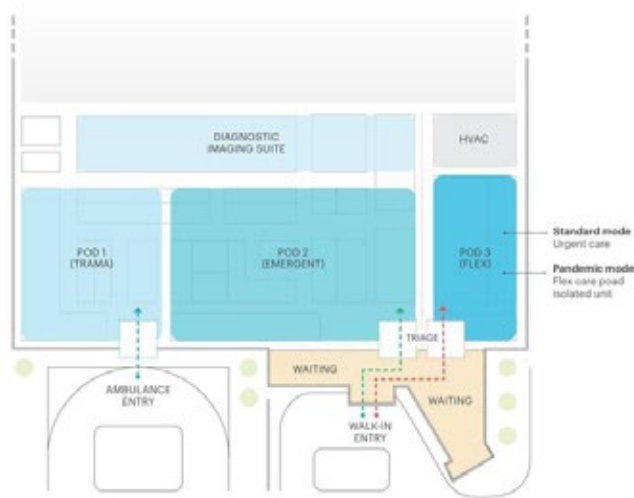 DIAGNOSTIC
IMAGING SUITE
HVAC
POD 1
(TRAMA)
POD 2
(EMERGENT)
POD 3
(FLEX)
Standard mode
Urgent care
Pandemic mode
Flex care poad
isolated unit
TRIAGE
WAITING
AMBULANCE
ENTRY
WAITING
WALK-IN
ENTRY